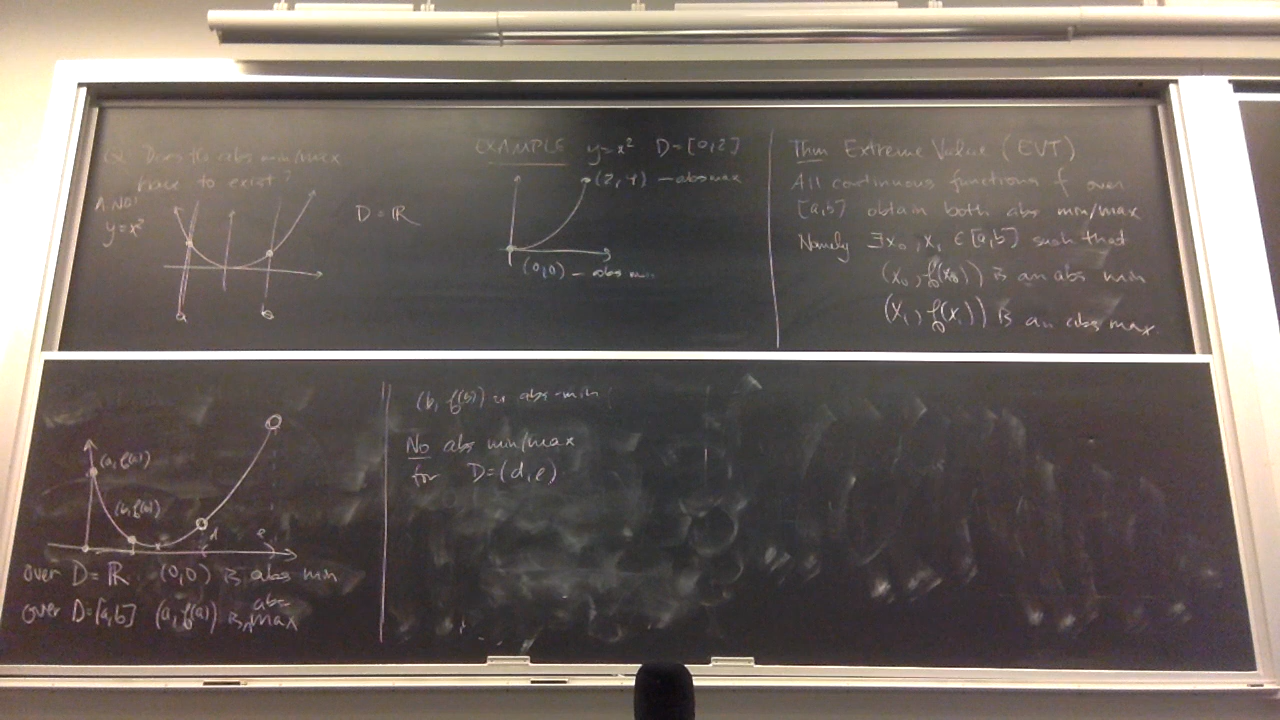 Q: Does the abs min/max
have to exist?
A NO!
y=x²
D = ℝ
a
b
EXAMPLE y=x² D=[0,2]
(2,4) — abs max
(0,0) — abs min
Thm Extreme Value (EVT)
All continuous functions f over
[a,b] obtain both abs min/max
Namely ∃x₀, x₁ ∈ [a,b] such that
(x₀, f(x₀)) is an abs min
(x₁, f(x₁)) is an abs max.
(a, f(a))
(b, f(b))
d
e
over D = ℝ (0,0) is abs min
over D=[a,b] (a, f(a)) is abs max
(b, f(b)) is abs min
No abs min/max
for D=(d,e)